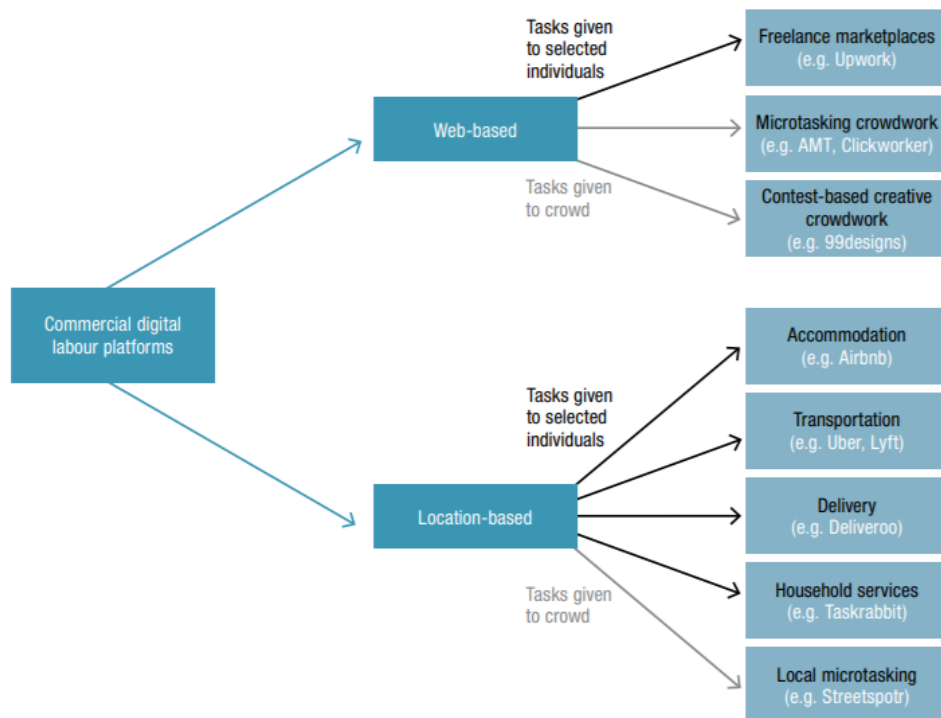 Tasks given
to selected
individuals
Freelance marketplaces
(e.g. Upwork)
Web-based
Microtasking crowdwork
(e.g. AMT, Clickworker)
Tasks given
to crowd
Contest-based creative
crowdwork
(e.g. 99designs)
Commercial digital
labour platforms
Accommodation
(e.g. Airbnb)
Tasks given
to selected
individuals
Transportation
(e.g. Uber, Lyft)
Location-based
Delivery
(e.g. Deliveroo)
Tasks given
to crowd
Household services
(e.g. Taskrabbit)
Local microtasking
(e.g. Streetspotr)